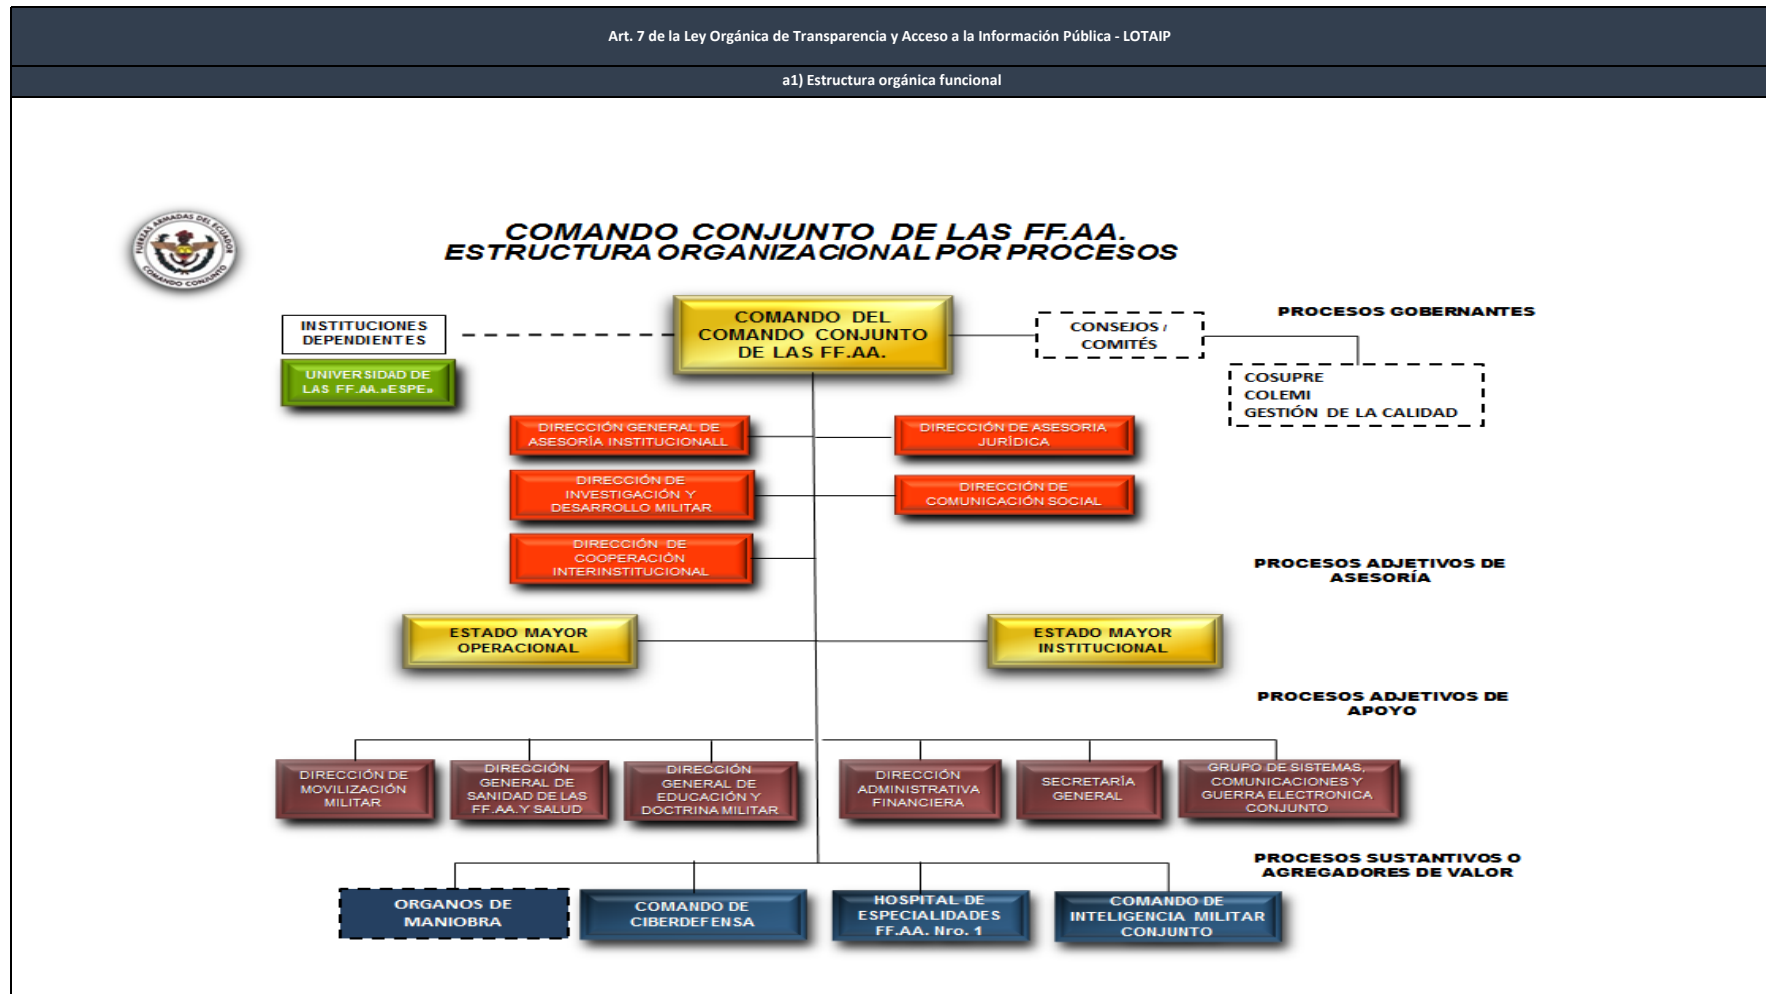 Art. 7 de la Ley Orgánica de Transparencia y Acceso a la Información Pública - LOTAIP
a1) Estructura orgánica funcional
FUERZAS ARMADAS DEL ECUADOR
COMANDO CONJUNTO
COMANDO CONJUNTO DE LAS FF.AA.
ESTRUCTURA ORGANIZACIONAL POR PROCESOS
INSTITUCIONES
DEPENDIENTES
UNIVERSIDAD DE
LAS FF.AA.»ESPE»
COMANDO DEL
COMANDO CONJUNTO
DE LAS FF.AA.
CONSEJOS /
COMITÉS
PROCESOS GOBERNANTES
COSUPRE
COLEMI
GESTIÓN DE LA CALIDAD
DIRECCIÓN GENERAL DE
ASESORÍA INSTITUCIONALL
DIRECCIÓN DE ASESORIA
JURÍDICA
DIRECCIÓN DE
INVESTIGACIÓN Y
DESARROLLO MILITAR
DIRECCIÓN DE
COMUNICACIÓN SOCIAL
DIRECCIÓN DE
COOPERACIÓN
INTERINSTITUCIONAL
PROCESOS ADJETIVOS DE
ASESORÍA
ESTADO MAYOR
OPERACIONAL
ESTADO MAYOR
INSTITUCIONAL
PROCESOS ADJETIVOS DE
APOYO
DIRECCIÓN DE
MOVILIZACIÓN
MILITAR
DIRECCIÓN
GENERAL DE
SANIDAD DE LAS
FF.AA.Y SALUD
DIRECCIÓN
GENERAL DE
EDUCACIÓN Y
DOCTRINA MILITAR
DIRECCIÓN
ADMINISTRATIVA
FINANCIERA
SECRETARÍA
GENERAL
GRUPO DE SISTEMAS,
COMUNICACIONES Y
GUERRA ELECTRONICA
CONJUNTO
PROCESOS SUSTANTIVOS O
AGREGADORES DE VALOR
ORGANOS DE
MANIOBRA
COMANDO DE
CIBERDEFENSA
HOSPITAL DE
ESPECIALIDADES
FF.AA. Nro. 1
COMANDO DE
INTELIGENCIA MILITAR
CONJUNTO